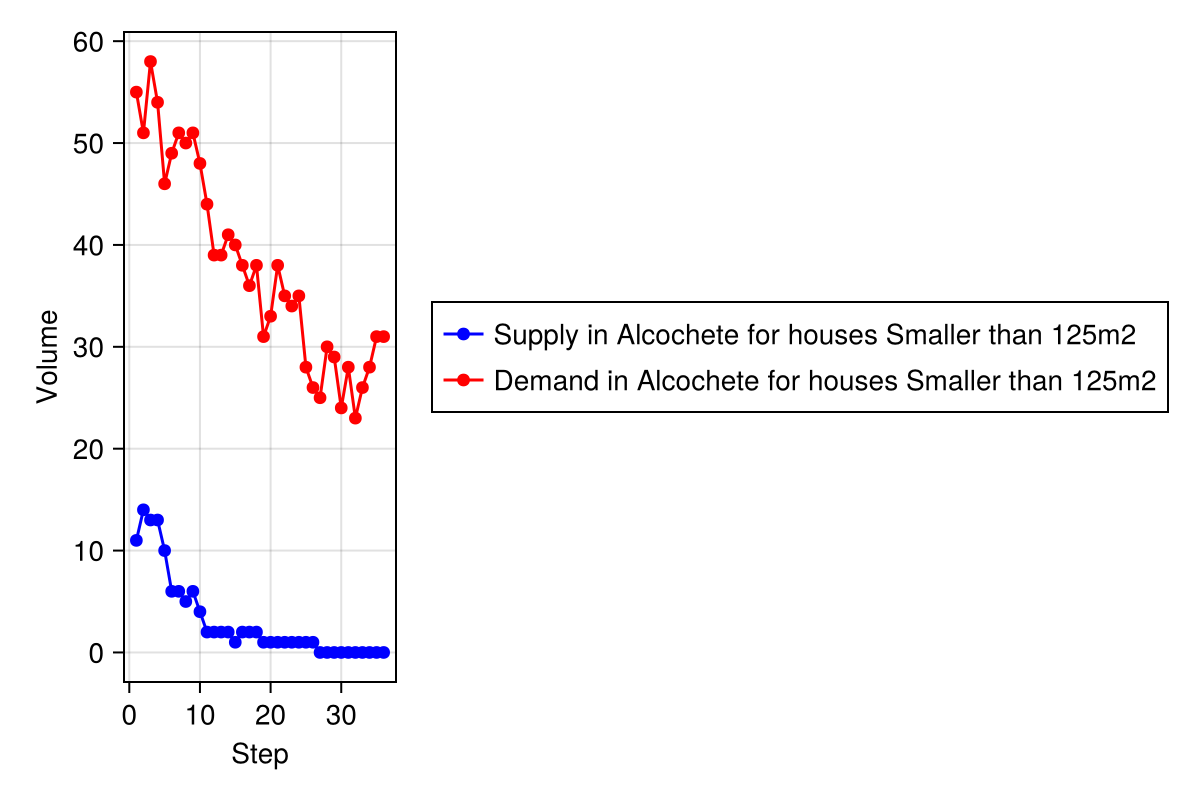 60
50
40
30
20
10
0
Volume
0 10 20 30
Step
Supply in Alcochete for houses Smaller than 125m2
Demand in Alcochete for houses Smaller than 125m2